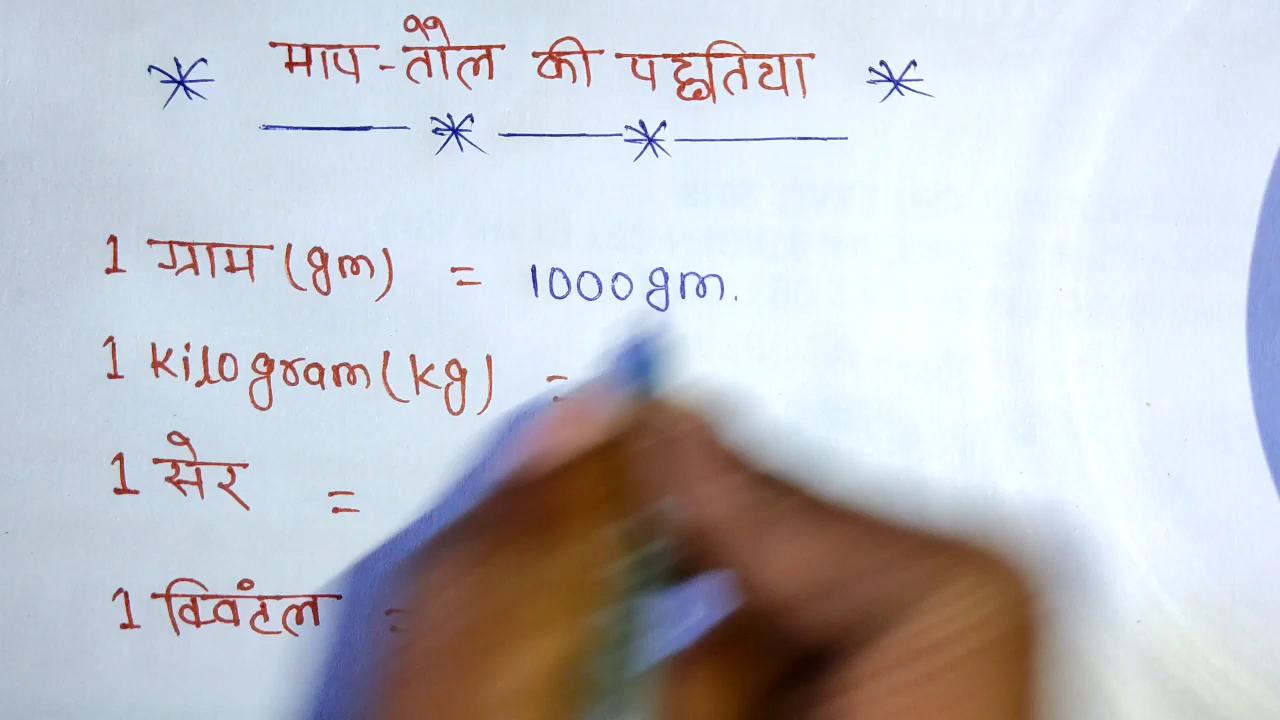 माप-तौल की पद्धतिया
1 ग्राम (gm) = 1000 gm.
1 kilogram (kg) =
1 सेर =
1 क्विंटल =